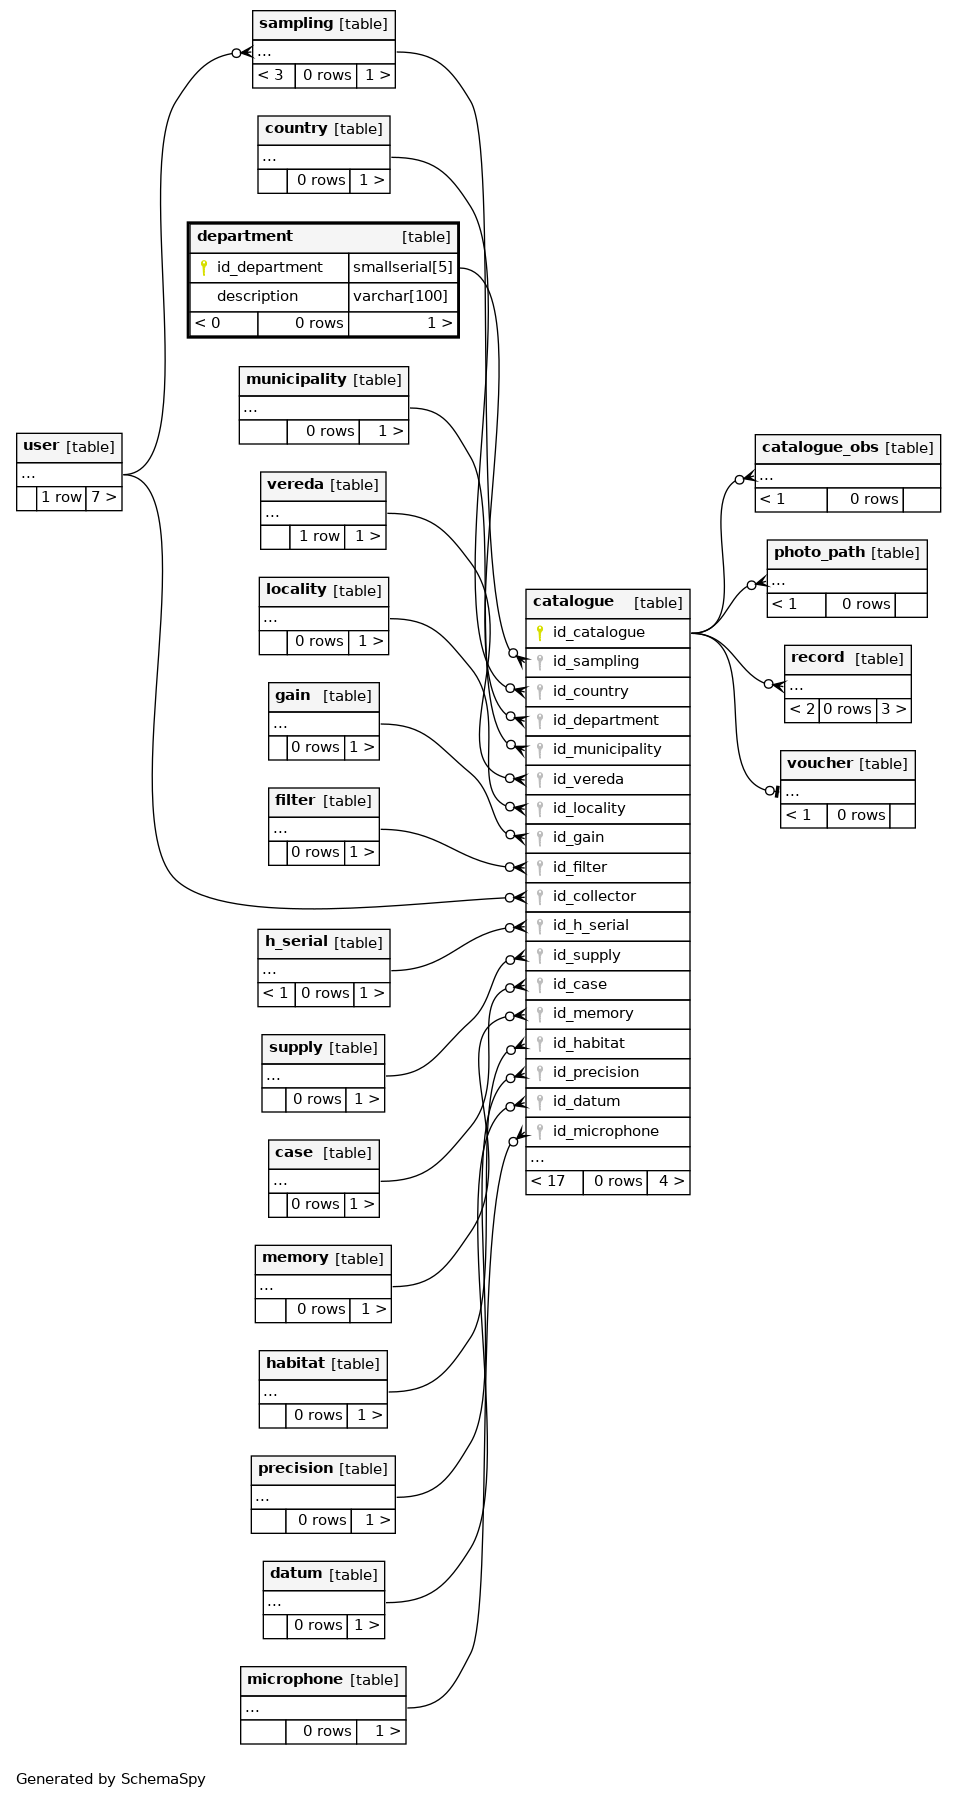 sampling [table]
...
< 3 0 rows 1 >
country [table]
...
0 rows 1 >
department [table]
id_department smallserial[5]
description varchar[100]
< 0 0 rows 1 >
municipality [table]
...
0 rows 1 >
user [table]
...
1 row 7 >
vereda [table]
...
1 row 1 >
locality [table]
...
0 rows 1 >
gain [table]
...
0 rows 1 >
filter [table]
...
0 rows 1 >
h_serial [table]
...
< 1 0 rows 1 >
supply [table]
...
0 rows 1 >
case [table]
...
0 rows 1 >
memory [table]
...
0 rows 1 >
habitat [table]
...
0 rows 1 >
precision [table]
...
0 rows 1 >
datum [table]
...
0 rows 1 >
microphone [table]
...
0 rows 1 >
catalogue [table]
id_catalogue
id_sampling
id_country
id_department
id_municipality
id_vereda
id_locality
id_gain
id_filter
id_collector
id_h_serial
id_supply
id_case
id_memory
id_habitat
id_precision
id_datum
id_microphone
...
< 17 0 rows 4 >
catalogue_obs [table]
...
< 1 0 rows
photo_path [table]
...
< 1 0 rows
record [table]
...
< 2 0 rows 3 >
voucher [table]
...
< 1 0 rows
Generated by SchemaSpy